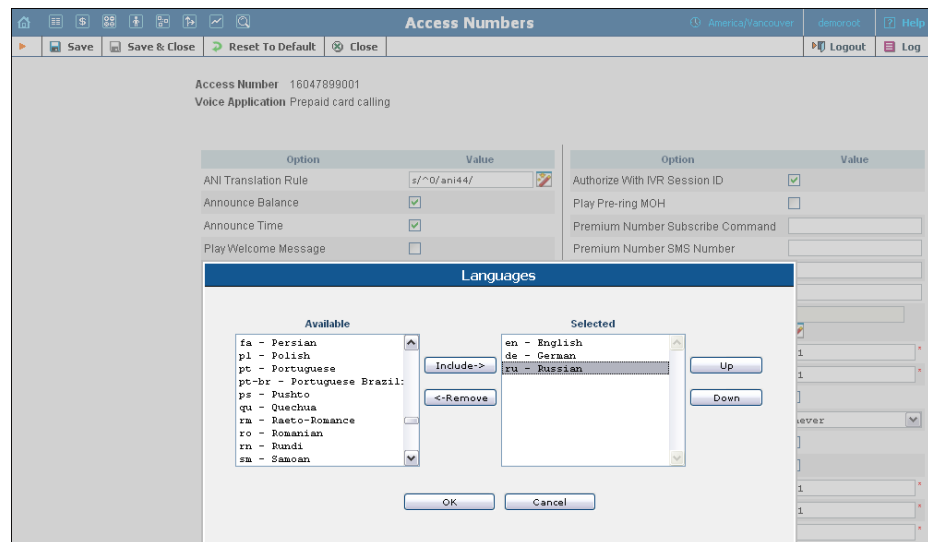 Access Numbers
America/Vancouver
demoroot
Help
Save
Save & Close
Reset To Default
Close
Logout
Log
Access Number 16047899001
Voice Application Prepaid card calling
Option Value
ANI Translation Rule s/^0/ani44/
Announce Balance
Announce Time
Play Welcome Message
Option Value
Authorize With IVR Session ID
Play Pre-ring MOH
Premium Number Subscribe Command
Premium Number SMS Number
Languages
Available
fa - Persian
pl - Polish
pt - Portuguese
pt-br - Portuguese Brazil:
ps - Pushto
qu - Quechua
rm - Raeto-Romance
ro - Romanian
rn - Rundi
sm - Samoan
Include->
<-Remove
Selected
en - English
de - German
ru - Russian
Up
Down
OK
Cancel
1 *
1 *
never
1 *
1 *
*